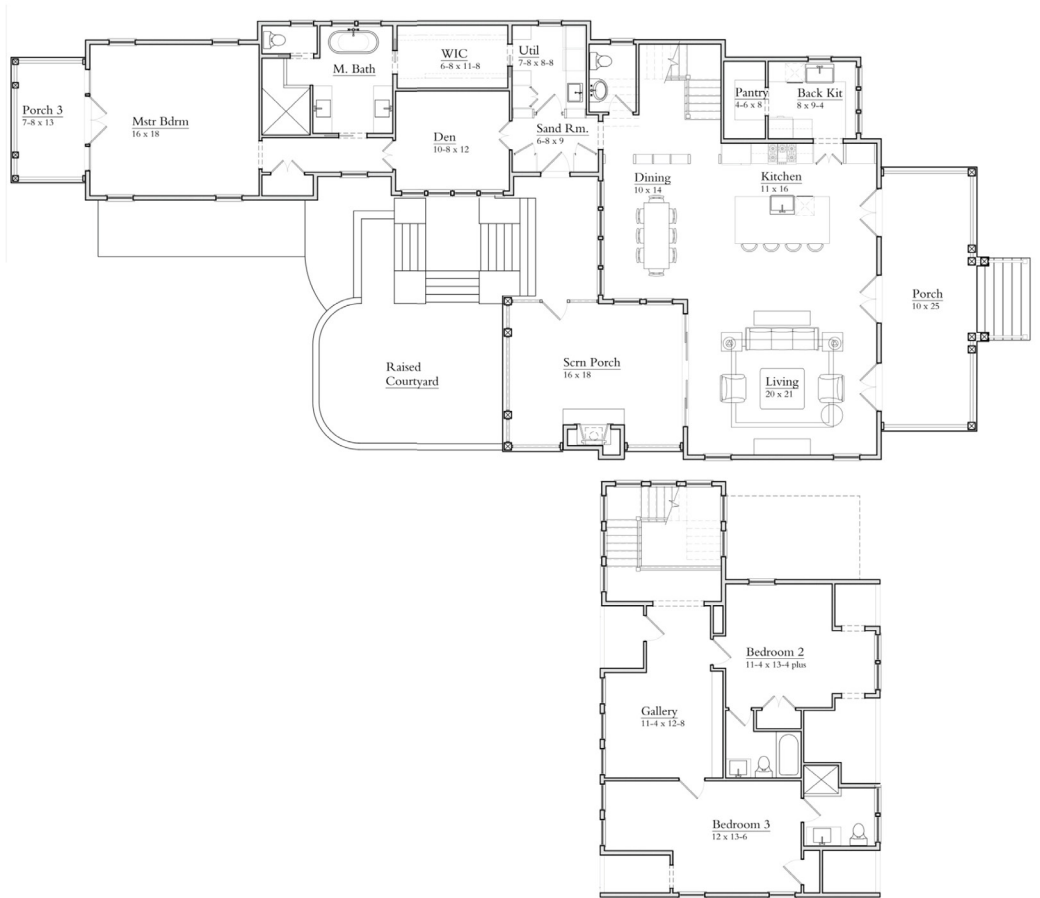 Util
7-8 x 8-8
WIC
6-8 x 11-8
M. Bath
Pantry
4-6 x 8
Back Kit
8 x 9-4
Porch 3
7-8 x 13
Mstr Bdrm
16 x 18
Den
10-8 x 12
Sand Rm.
6-8 x 9
Dining
10 x 14
Kitchen
11 x 16
Porch
10 x 25
Raised
Courtyard
Scrn Porch
16 x 18
Living
20 x 21
Bedroom 2
11-4 x 13-4 plus
Gallery
11-4 x 12-8
Bedroom 3
12 x 13-6